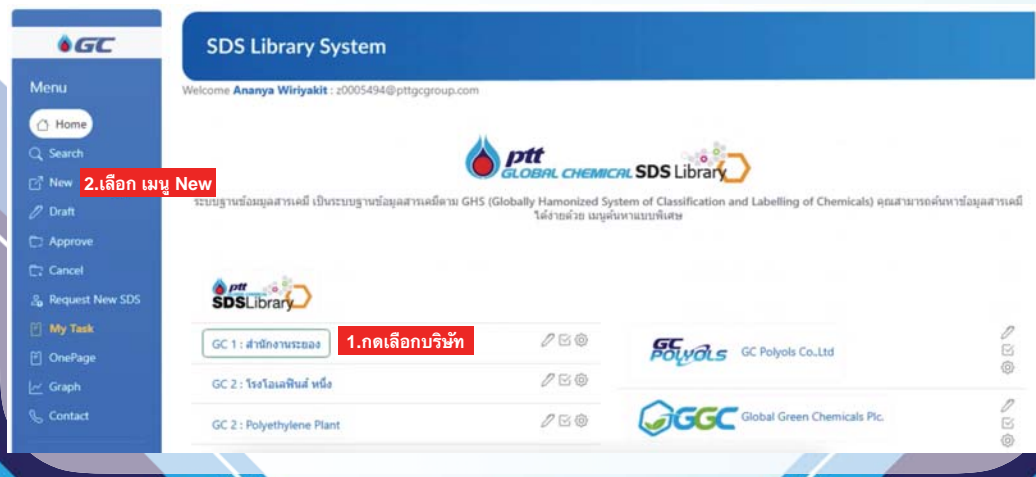 GC
SDS Library System
Menu
Welcome Ananya Wiriyakit : z0005494@pttgcgroup.com
Home
Search
New
2.เลือก เมนู New
Draft
Approve
Cancel
Request New SDS
My Task
OnePage
Graph
Contact
ptt
GLOBAL CHEMICAL SDS Library
ระบบฐานข้อมมูลสารเคมี เป็นระบบฐานข้อมูลสารเคมีตาม GHS (Globally Hamonized System of Classification and Labelling of Chemicals) คุณสามารถค้นหาข้อมูลสารเคมี
ได้ง่ายด้วย เมนูค้นหาแบบพิเศษ
ptt
SDSLibrary
GC 1 : สำนักงานระยอง
1.กดเลือกบริษัท
GC 2 : โรงโอเลฟินส์ หนึ่ง
GC 2 : Polyethylene Plant
GC POLYOLS
GC Polyols Co.,Ltd
GGC
Global Green Chemicals Plc.